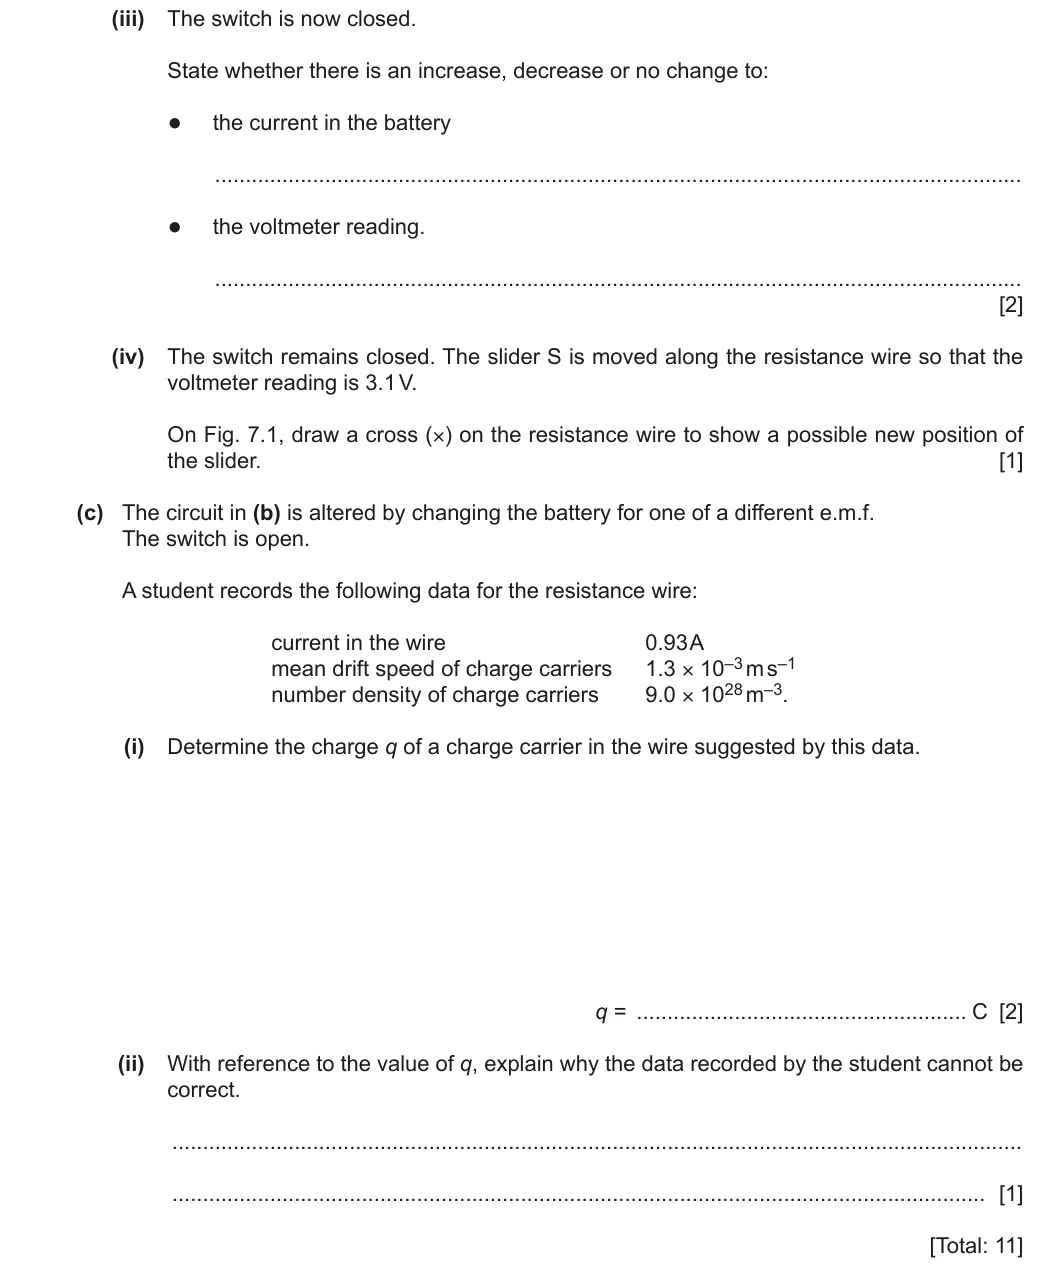 (iii) The switch is now closed.
State whether there is an increase, decrease or no change to:
● the current in the battery
..........................................................................................................................................
● the voltmeter reading.
..........................................................................................................................................
[2]
(iv) The switch remains closed. The slider S is moved along the resistance wire so that the
voltmeter reading is 3.1 V.
On Fig. 7.1, draw a cross (×) on the resistance wire to show a possible new position of
the slider. [1]
(c) The circuit in (b) is altered by changing the battery for one of a different e.m.f.
The switch is open.
A student records the following data for the resistance wire:
current in the wire 0.93 A
mean drift speed of charge carriers 1.3 × 10⁻³ m s⁻¹
number density of charge carriers 9.0 × 10²⁸ m⁻³.
(i) Determine the charge q of a charge carrier in the wire suggested by this data.
q = ...................................................... C [2]
(ii) With reference to the value of q, explain why the data recorded by the student cannot be
correct.
..........................................................................................................................................
..................................................................................................................................... [1]
[Total: 11]